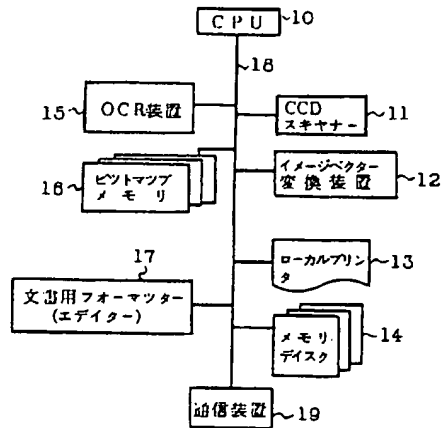 CPU
10
18
15
OCR装置
CCD
スキャナー
11
16
ビットマップ
メモリ
イメージベクター
変換装置
12
17
文書用フォーマッター
(エディター)
ローカルプリン
タ
13
メモリ
ディスク
14
通信装置
19